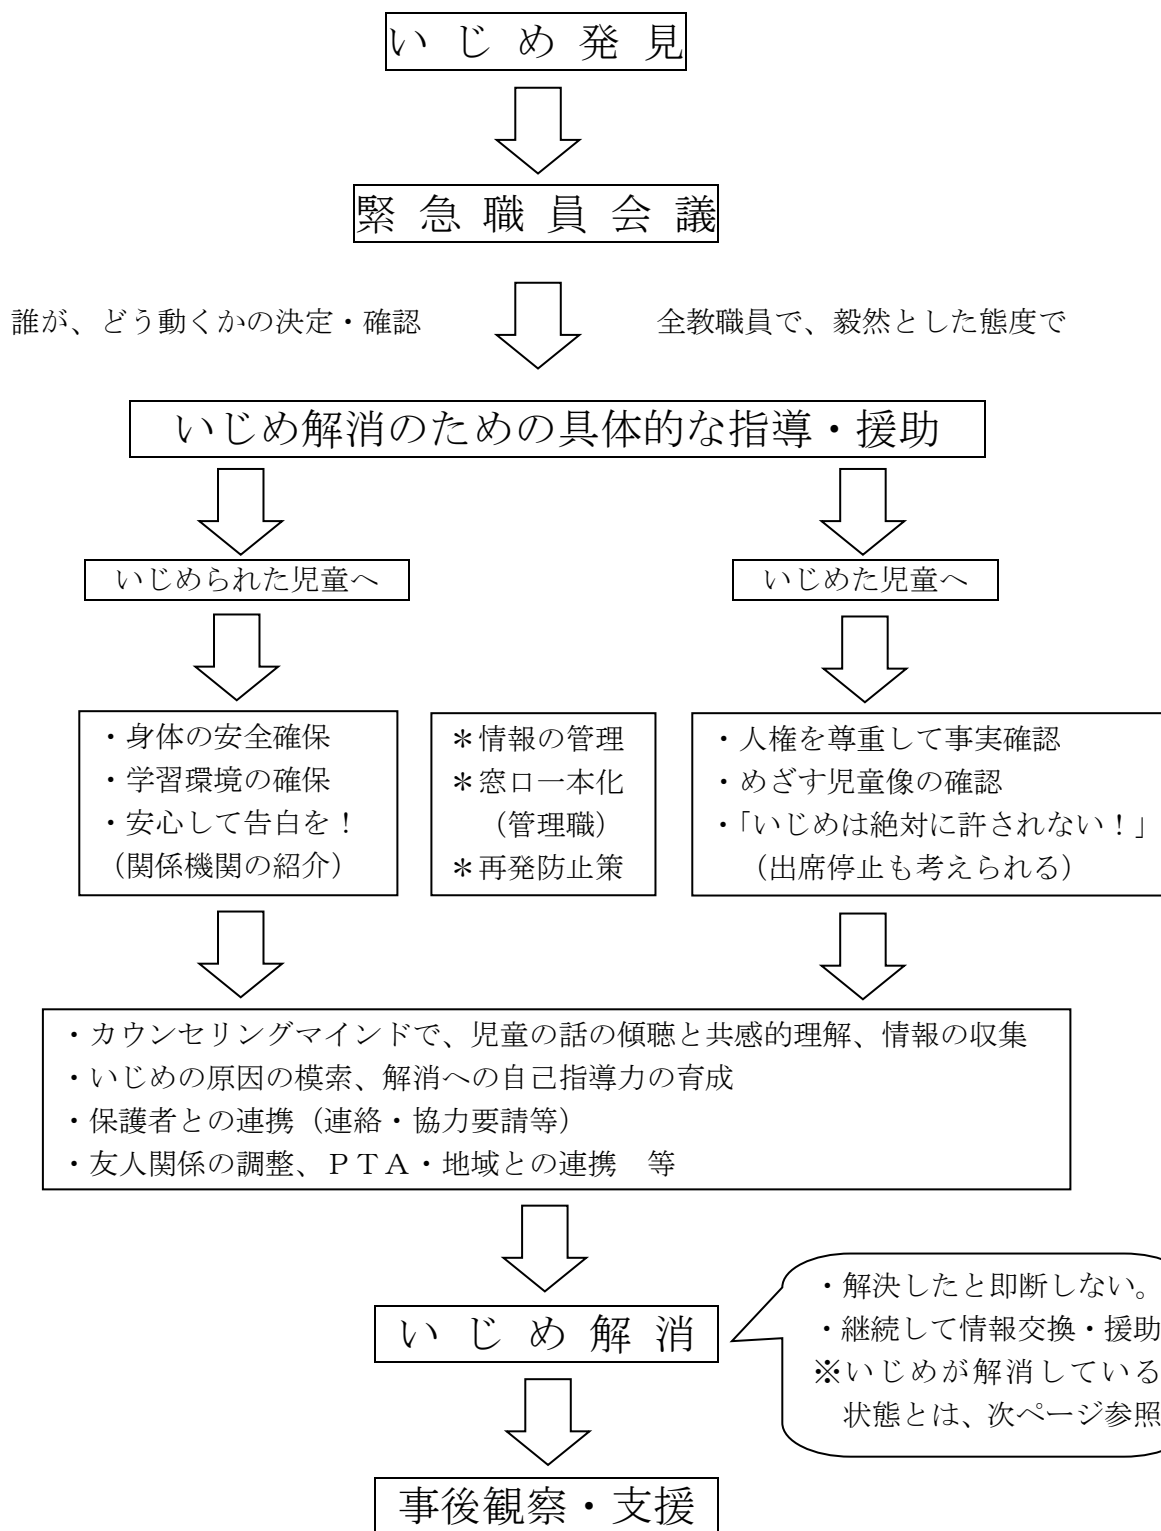 いじめ発見
緊急職員会議
誰が、どう動くかの決定・確認
全教職員で、毅然とした態度で
いじめ解消のための具体的な指導・援助
いじめられた児童へ
いじめた児童へ
・身体の安全確保
・学習環境の確保
・安心して告白を！
（関係機関の紹介）
＊情報の管理
＊窓口一本化
（管理職）
＊再発防止策
・人権を尊重して事実確認
・めざす児童像の確認
・「いじめは絶対に許されない！」
（出席停止も考えられる）
・カウンセリングマインドで、児童の話の傾聴と共感的理解、情報の収集
・いじめの原因の模索、解消への自己指導力の育成
・保護者との連携（連絡・協力要請等）
・友人関係の調整、ＰＴＡ・地域との連携　等
いじめ解消
・解決したと即断しない。
・継続して情報交換・援助
※いじめが解消している
状態とは、次ページ参照
事後観察・支援